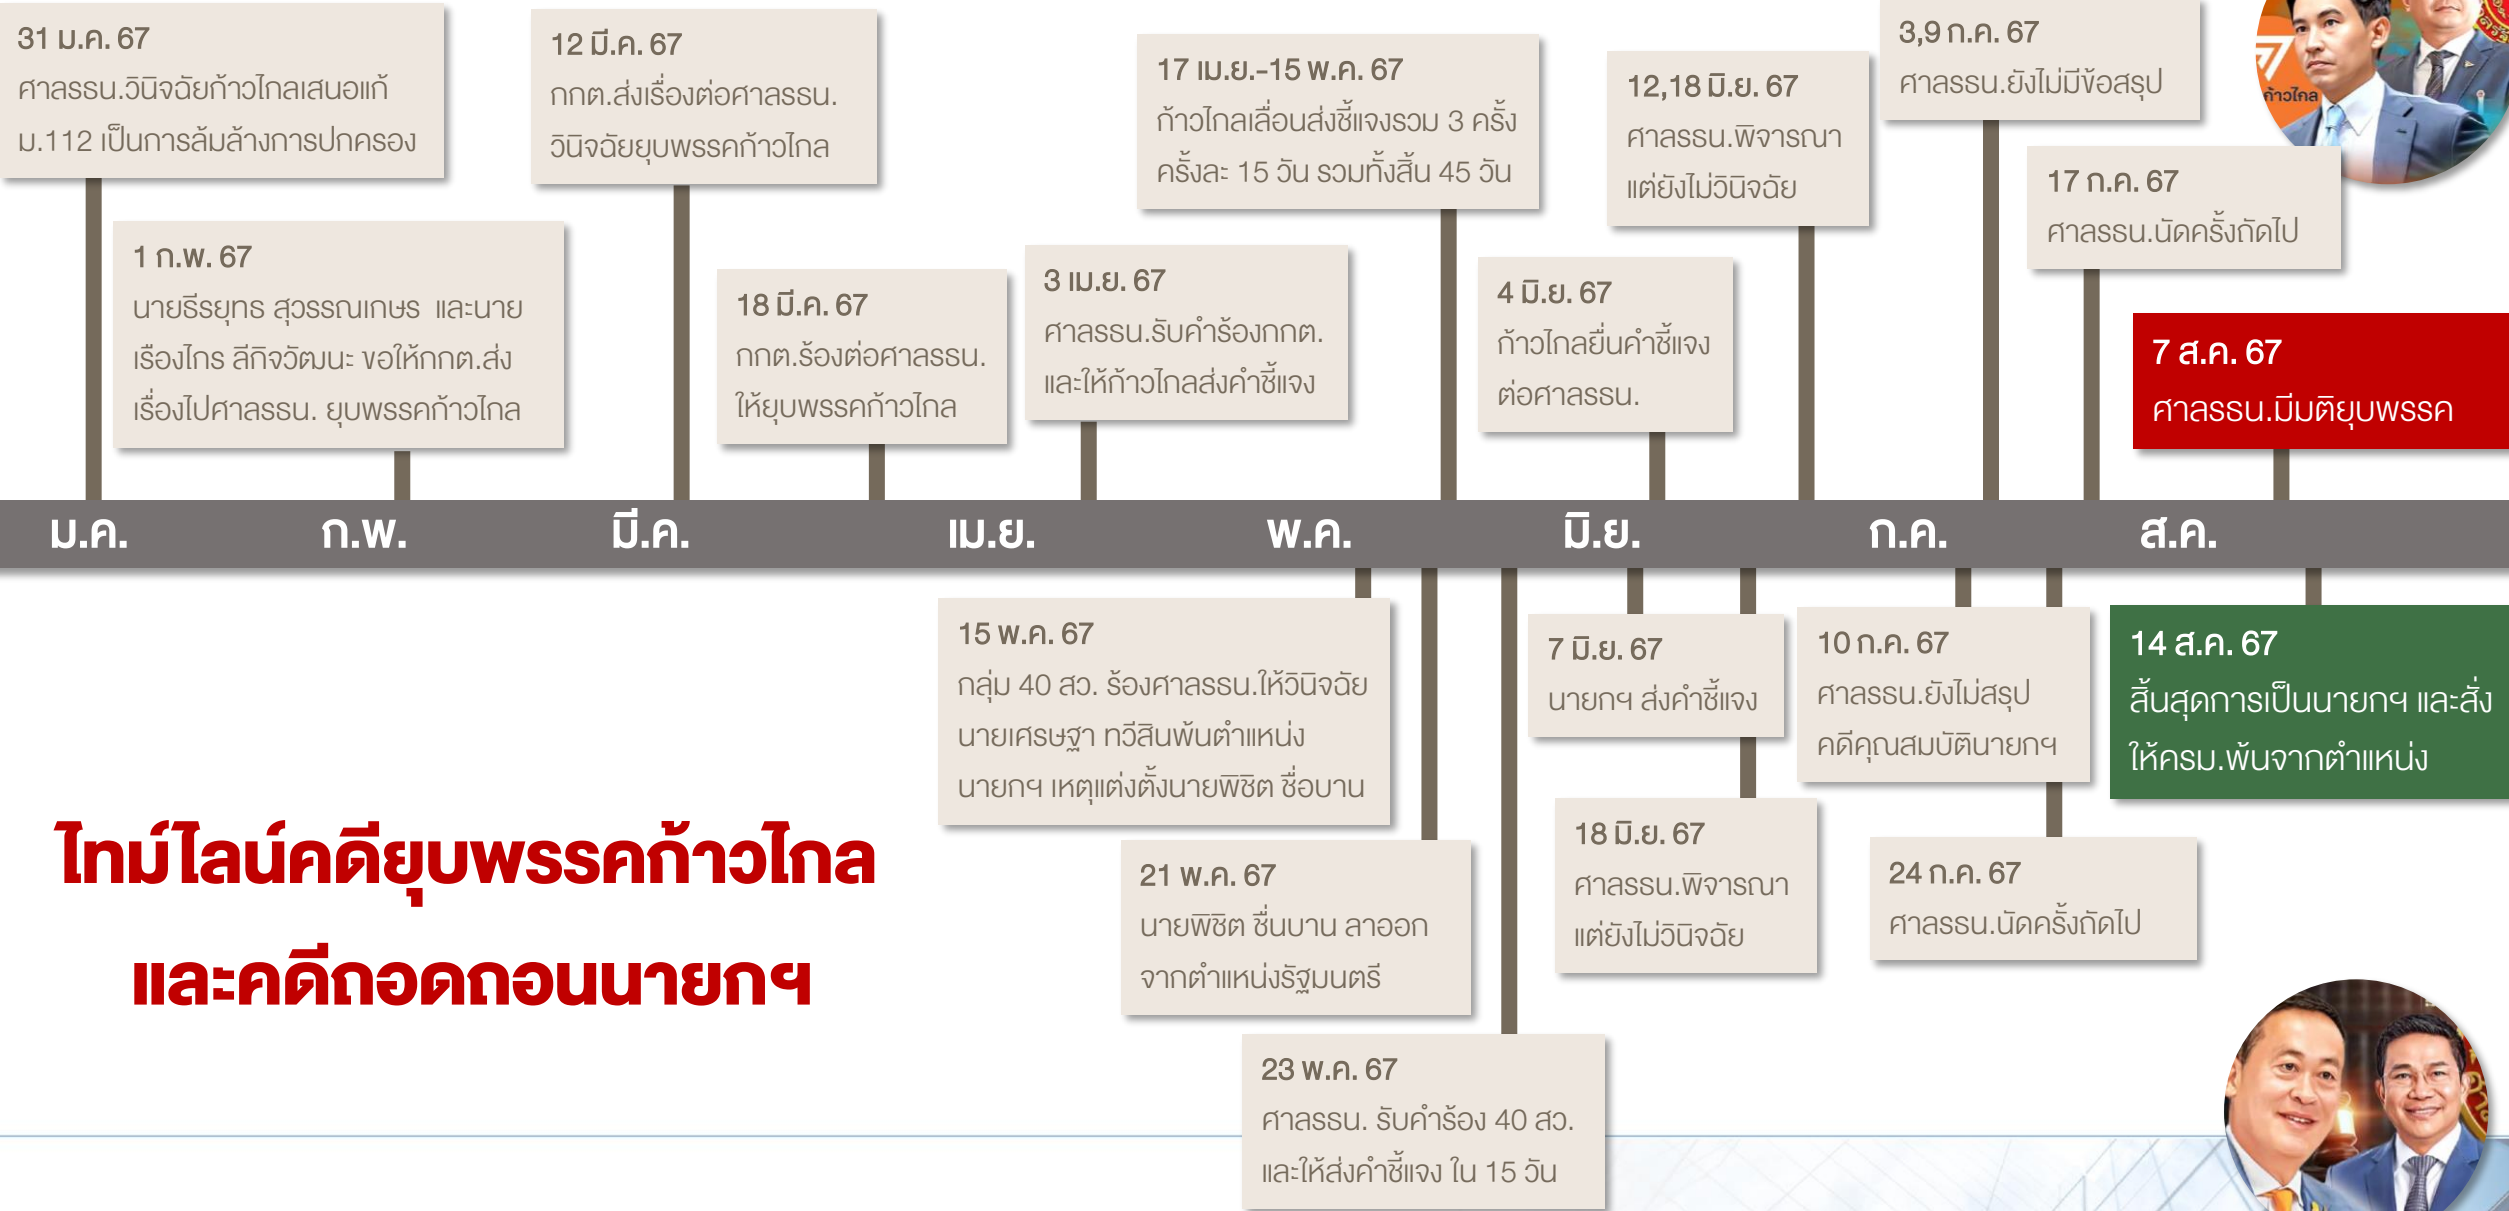 31 ม.ค. 67
ศาลรธน.วินิจฉัยก้าวไกลเสนอแก้
ม.112 เป็นการล้มล้างการปกครอง
12 มี.ค. 67
กกต.ส่งเรื่องต่อศาลรธน.
วินิจฉัยยุบพรรคก้าวไกล
17 เม.ย.-15 พ.ค. 67
ก้าวไกลเลื่อนส่งชี้แจงรวม 3 ครั้ง
ครั้งละ 15 วัน รวมทั้งสิ้น 45 วัน
12,18 มิ.ย. 67
ศาลรธน.พิจารณา
แต่ยังไม่วินิจฉัย
3,9 ก.ค. 67
ศาลรธน.ยังไม่มีข้อสรุป
ก้าวไกล
1 ก.พ. 67
นายธีรยุทธ สุวรรณเกษร และนาย
เรืองไกร ลีกิจวัฒนะ ขอให้กกต.ส่ง
เรื่องไปศาลรธน. ยุบพรรคก้าวไกล
18 มี.ค. 67
กกต.ร้องต่อศาลรธน.
ให้ยุบพรรคก้าวไกล
3 เม.ย. 67
ศาลรธน.รับคำร้องกกต.
และให้ก้าวไกลส่งคำชี้แจง
4 มิ.ย. 67
ก้าวไกลยื่นคำชี้แจง
ต่อศาลรธน.
17 ก.ค. 67
ศาลรธน.นัดครั้งถัดไป
7 ส.ค. 67
ศาลรธน.มีมติยุบพรรค
ม.ค. ก.พ. มี.ค. เม.ย. พ.ค. มิ.ย. ก.ค. ส.ค.
15 พ.ค. 67
กลุ่ม 40 สว. ร้องศาลรธน.ให้วินิจฉัย
นายเศรษฐา ทวีสินพ้นตำแหน่ง
นายกฯ เหตุแต่งตั้งนายพิชิต ชื่อบาน
7 มิ.ย. 67
นายกฯ ส่งคำชี้แจง
10 ก.ค. 67
ศาลรธน.ยังไม่สรุป
คดีคุณสมบัตินายกฯ
14 ส.ค. 67
สิ้นสุดการเป็นนายกฯ และสั่ง
ให้ครม.พ้นจากตำแหน่ง
21 พ.ค. 67
นายพิชิต ชื่นบาน ลาออก
จากตำแหน่งรัฐมนตรี
18 มิ.ย. 67
ศาลรธน.พิจารณา
แต่ยังไม่วินิจฉัย
24 ก.ค. 67
ศาลรธน.นัดครั้งถัดไป
23 พ.ค. 67
ศาลรธน. รับคำร้อง 40 สว.
และให้ส่งคำชี้แจง ใน 15 วัน
ไทม์ไลน์คดียุบพรรคก้าวไกล
และคดีถอดถอนนายกฯ